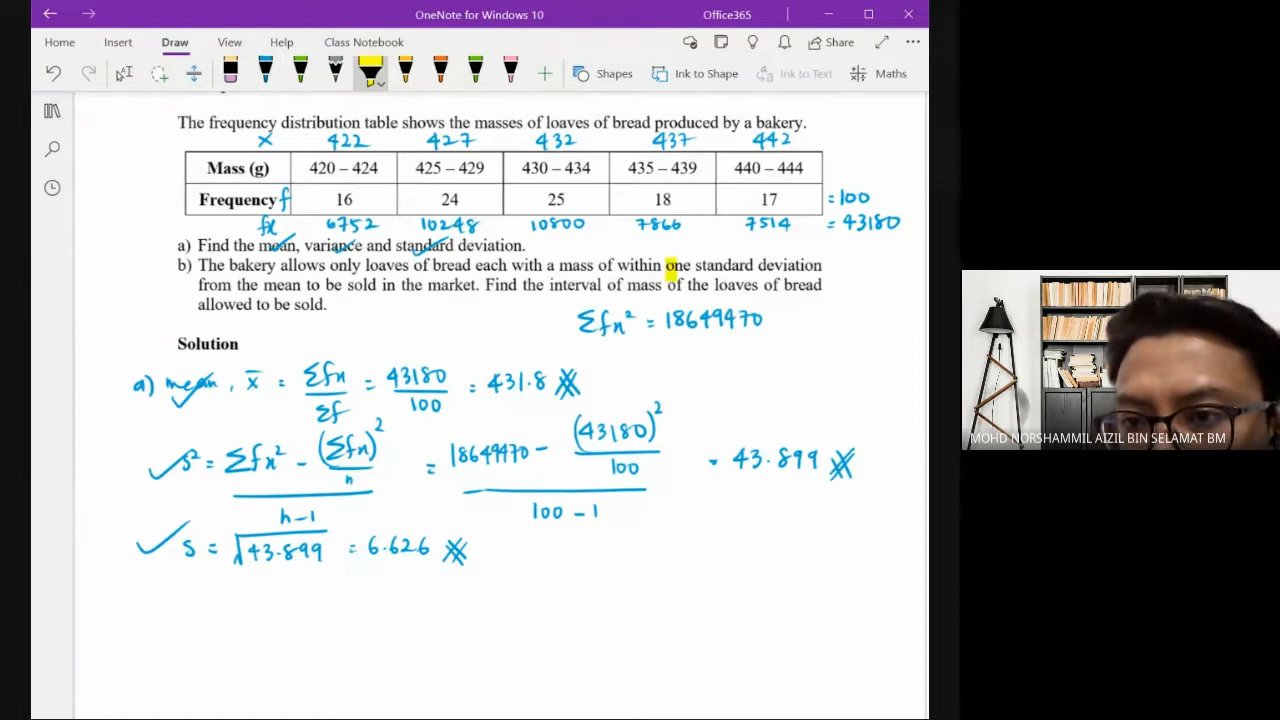 OneNote for Windows 10
Office365
Home Insert Draw View Help Class Notebook
Share
Shapes Ink to Shape Ink to Text Maths
The frequency distribution table shows the masses of loaves of bread produced by a bakery.
x 422 427 432 437 442
Mass (g) 420 – 424 425 – 429 430 – 434 435 – 439 440 – 444
Frequency f 16 24 25 18 17 = 100
fx 6752 10248 10800 7866 7514 = 43180
a) Find the mean, variance and standard deviation.
b) The bakery allows only loaves of bread each with a mass of within one standard deviation
from the mean to be sold in the market. Find the interval of mass of the loaves of bread
allowed to be sold.
Σfx² = 18649470
Solution
a) mean, x̄ = Σfx / Σf = 43180 / 100 = 431.8
s² = (Σfx² − (Σfx)² / n) / (n−1) = (18649470 − (43180)² / 100) / (100 − 1) = 43.899
s = √43.899 = 6.626
MOHD NORSHAMMIL AIZIL BIN SELAMAT BM